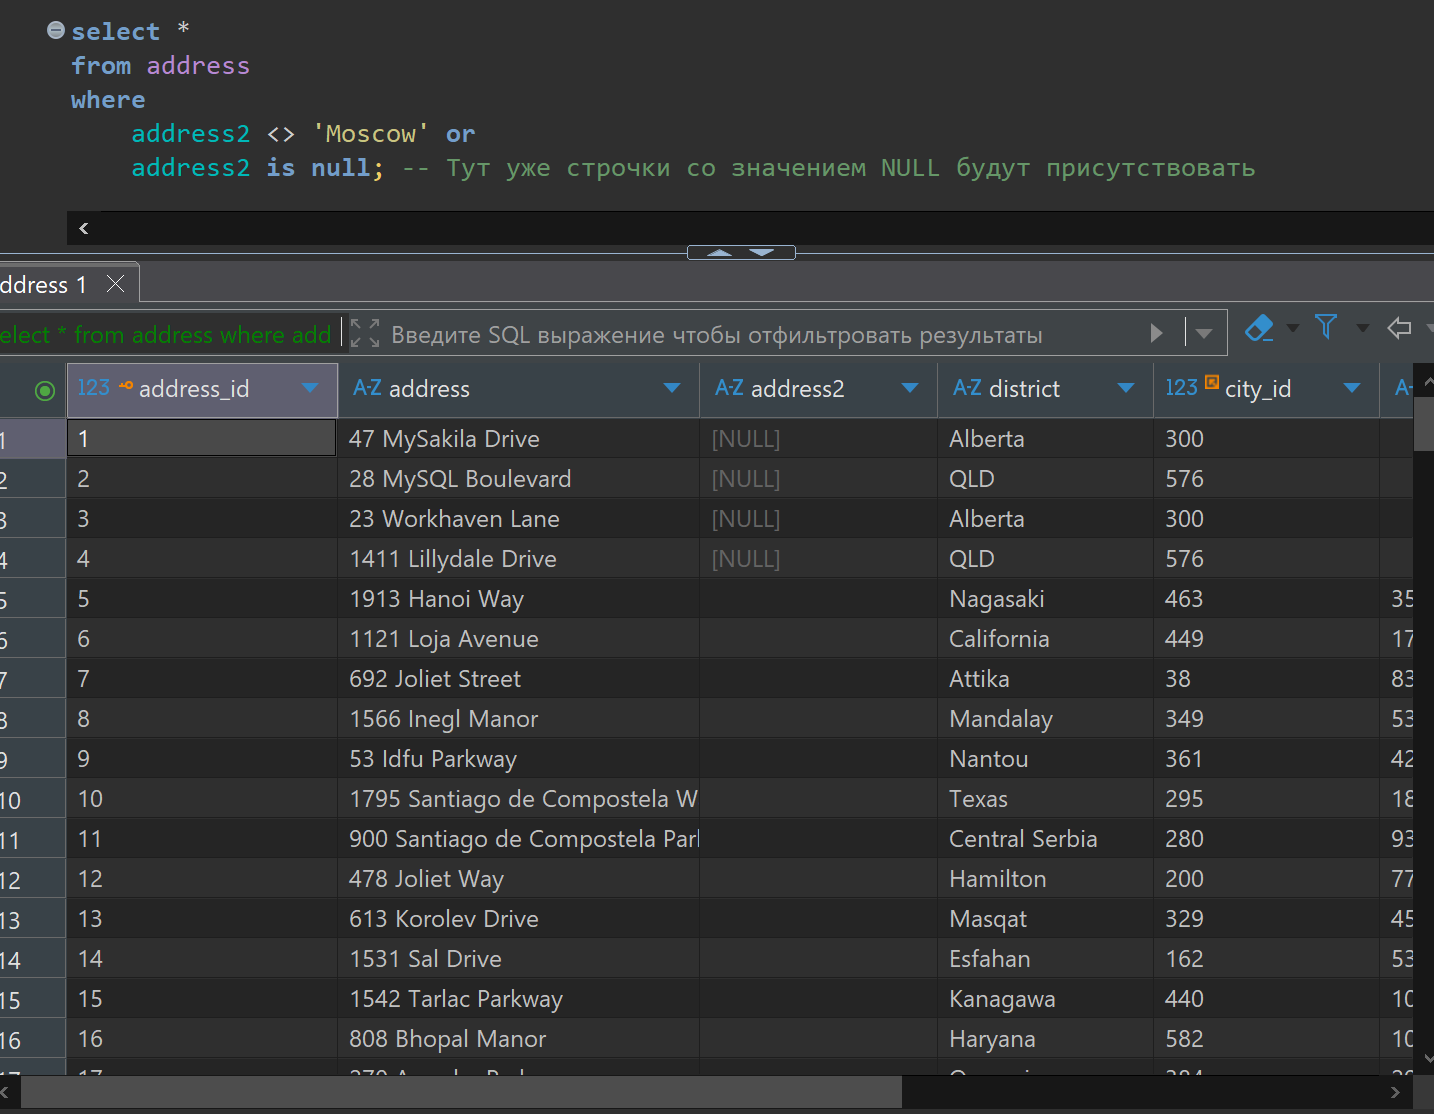 select *
from address
where
address2 <> 'Moscow' or
address2 is null; -- Тут уже строчки со значением NULL будут присутствовать
ddress 1
elect * from address where add Введите SQL выражение чтобы отфильтровать результаты
123 address_id A-Z address A-Z address2 A-Z district 123 city_id A-
1 1 47 MySakila Drive [NULL] Alberta 300
2 2 28 MySQL Boulevard [NULL] QLD 576
3 3 23 Workhaven Lane [NULL] Alberta 300
4 4 1411 Lillydale Drive [NULL] QLD 576
5 5 1913 Hanoi Way Nagasaki 463 35
6 6 1121 Loja Avenue California 449 17
7 7 692 Joliet Street Attika 38 83
8 8 1566 Inegl Manor Mandalay 349 53
9 9 53 Idfu Parkway Nantou 361 42
10 10 1795 Santiago de Compostela W Texas 295 18
11 11 900 Santiago de Compostela Parl Central Serbia 280 93
12 12 478 Joliet Way Hamilton 200 77
13 13 613 Korolev Drive Masqat 329 45
14 14 1531 Sal Drive Esfahan 162 53
15 15 1542 Tarlac Parkway Kanagawa 440 10
16 16 808 Bhopal Manor Haryana 582 10